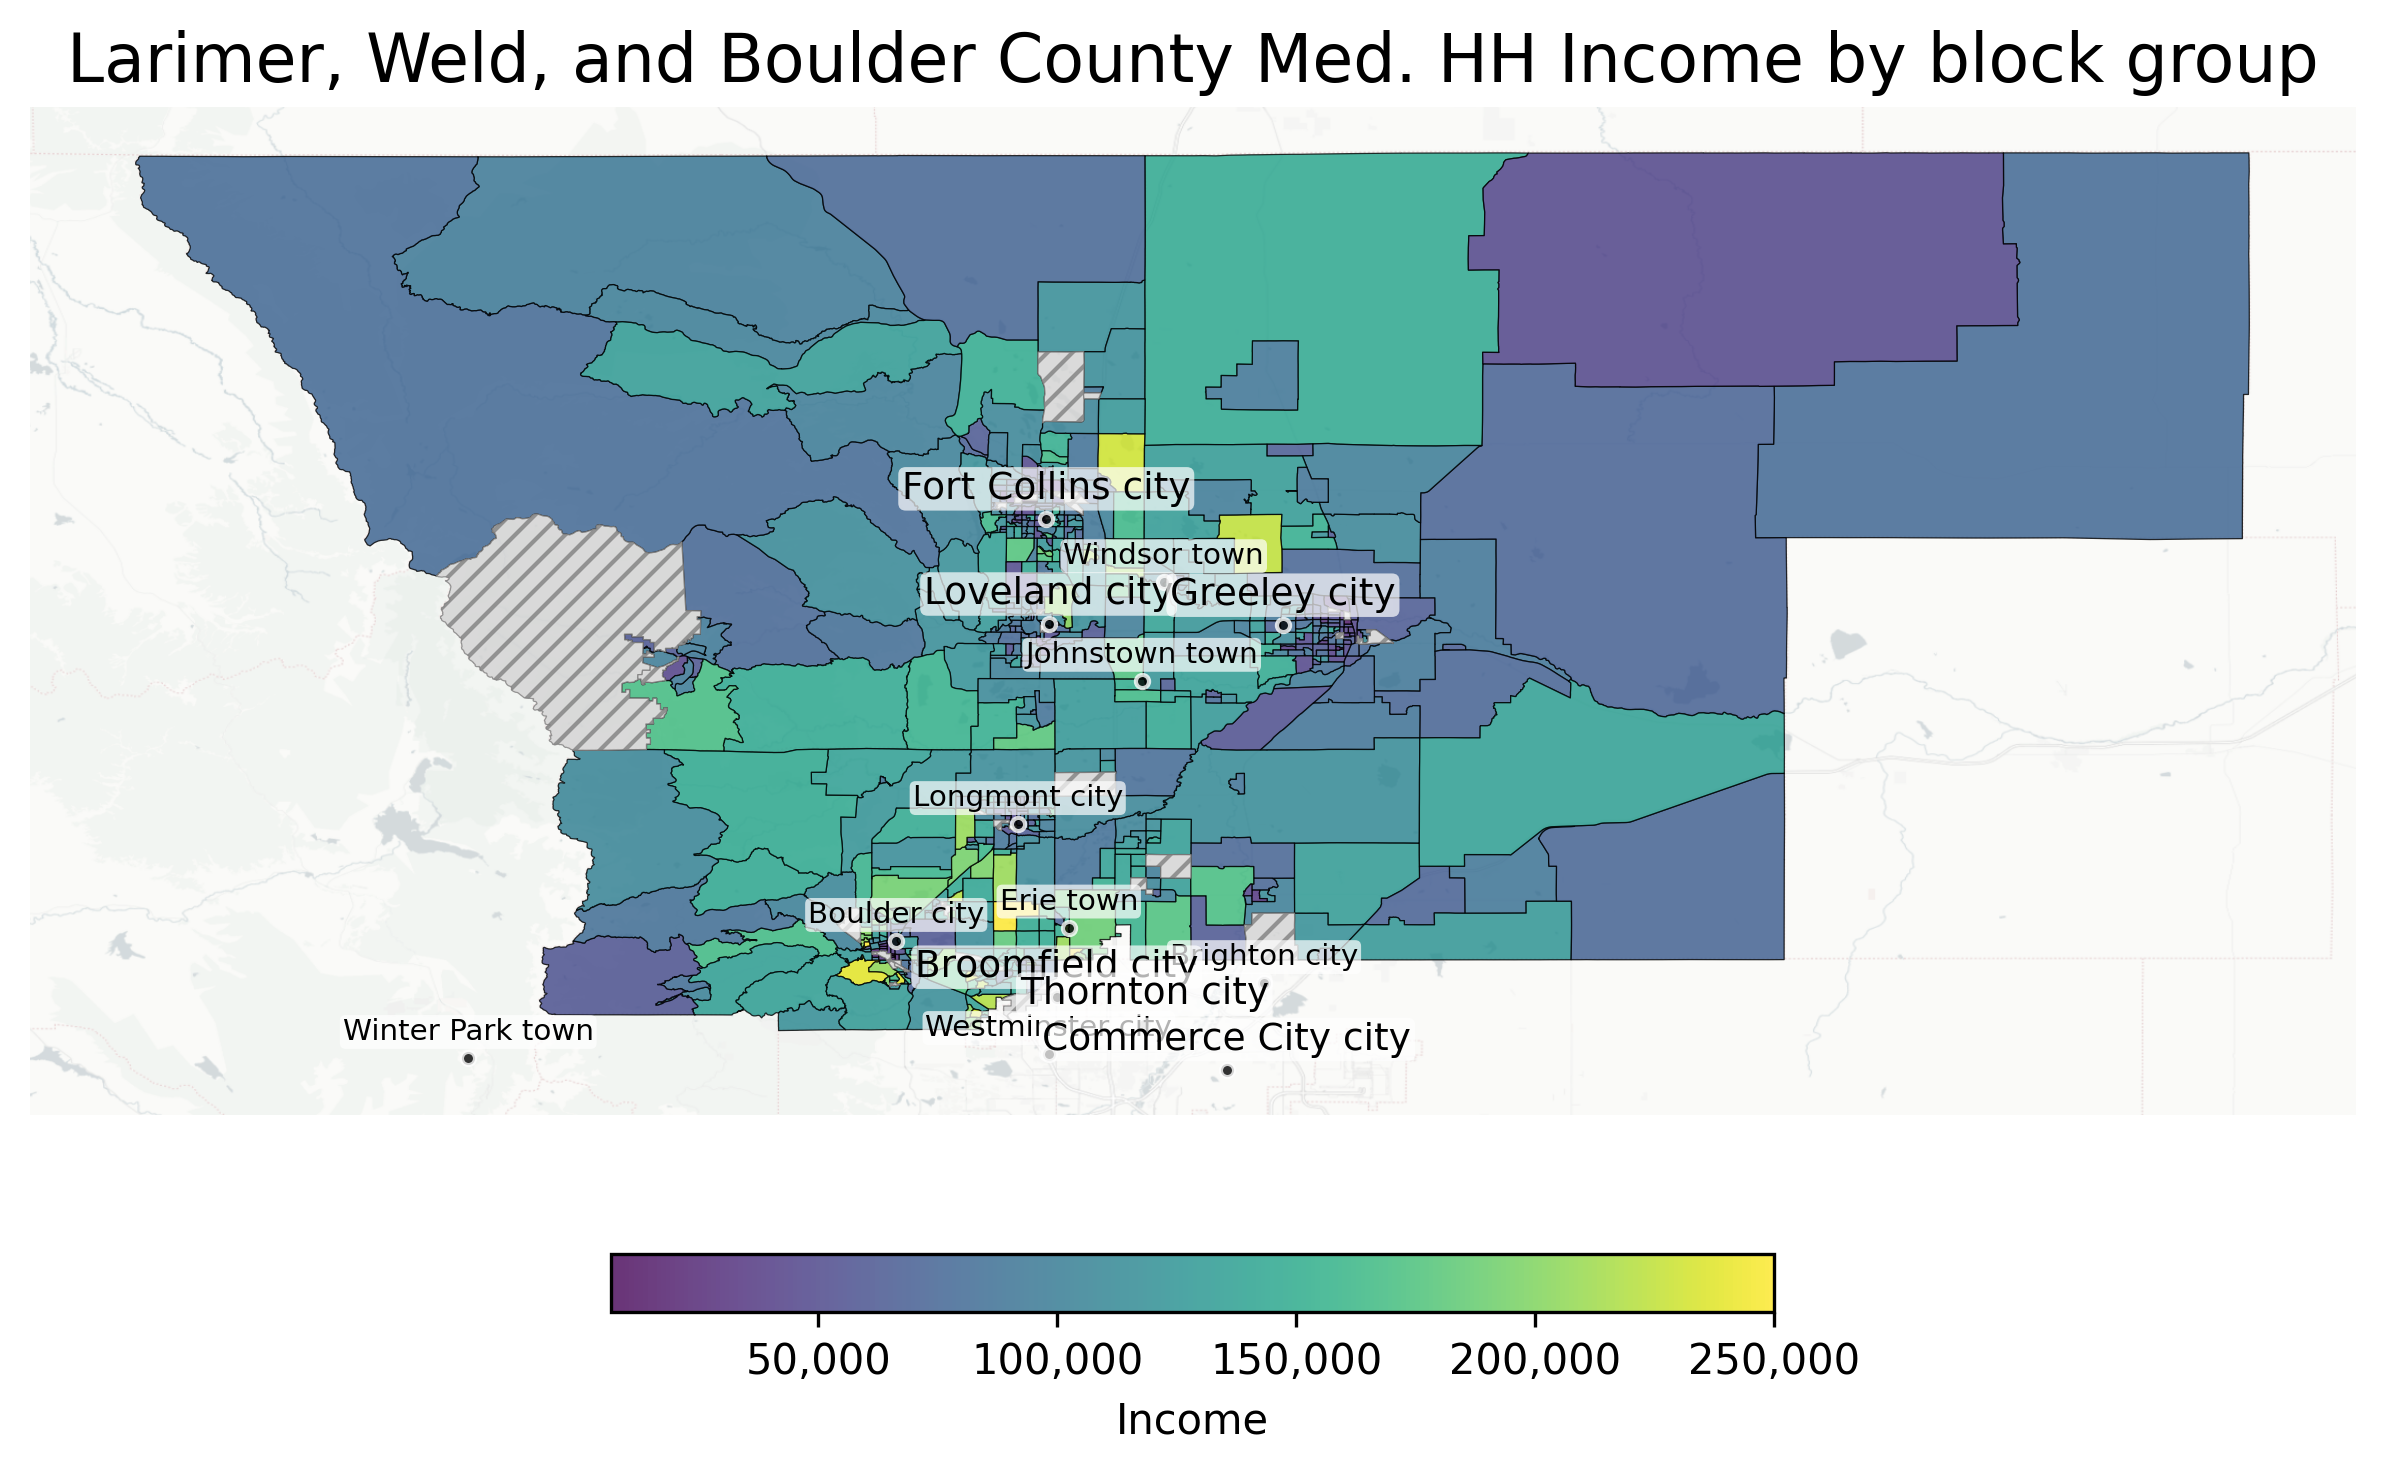 Larimer, Weld, and Boulder County Med. HH Income by block group
Fort Collins city
Windsor town
Loveland city
Greeley city
Johnstown town
Longmont city
Erie town
Boulder city
Brighton city
Broomfield city
Thornton city
Westminster city
Winter Park town
Commerce City city
50,000
100,000
150,000
200,000
250,000
Income